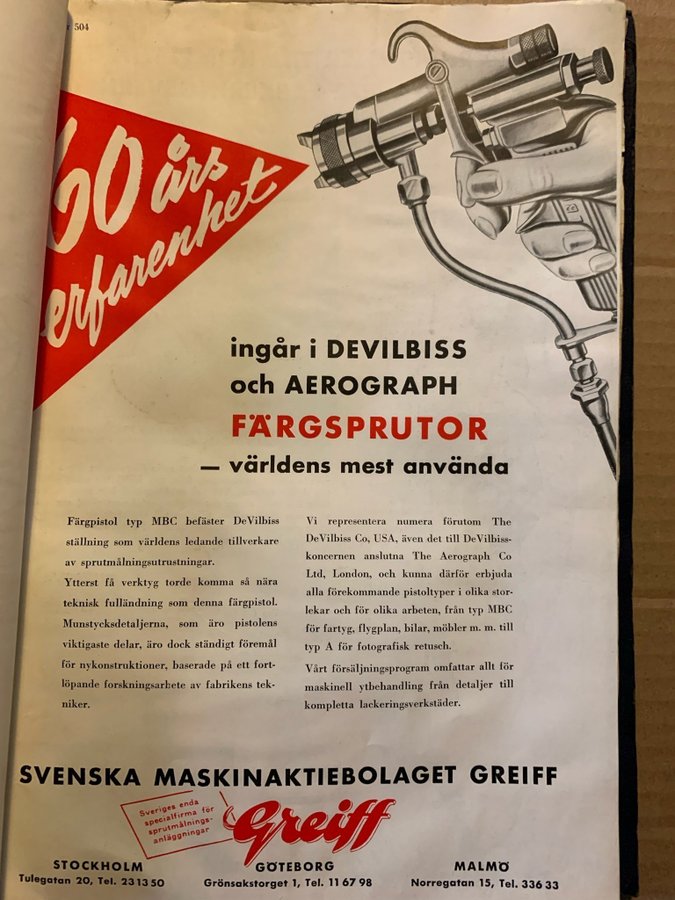 504
60 års
erfarenhet
ingår i DEVILBISS
och AEROGRAPH
FÄRGSPRUTOR
— världens mest använda
Färgpistol typ MBC befäster DeVilbiss
ställning som världens ledande tillverkare
av sprutmålningsutrustningar.
Ytterst få verktyg torde komma så nära
teknisk fulländning som denna färgpistol.
Munstycksdetaljerna, som äro pistolens
viktigaste delar, äro dock ständigt föremål
för nykonstruktioner, baserade på ett fort-
löpande forskningsarbete av fabrikens tek-
niker.
Vi representera numera förutom The
DeVilbiss Co, USA, även det till DeVilbiss-
koncernen anslutna The Aerograph Co
Ltd, London, och kunna därför erbjuda
alla förekommande pistoltyper i olika stor-
lekar och för olika arbeten, från typ MBC
för fartyg, flygplan, bilar, möbler m. m. till
typ A för fotografisk retusch.
Vårt försäljningsprogram omfattar allt för
maskinell ytbehandling från detaljer till
kompletta lackeringsverkstäder.
SVENSKA MASKINAKTIEBOLAGET GREIFF
Sveriges enda
specialfirma för
sprutmålnings-
anläggningar
Greiff
STOCKHOLM
Tulegatan 20, Tel. 23 13 50
GÖTEBORG
Grönsakstorget 1, Tel. 11 67 98
MALMÖ
Norregatan 15, Tel. 336 33